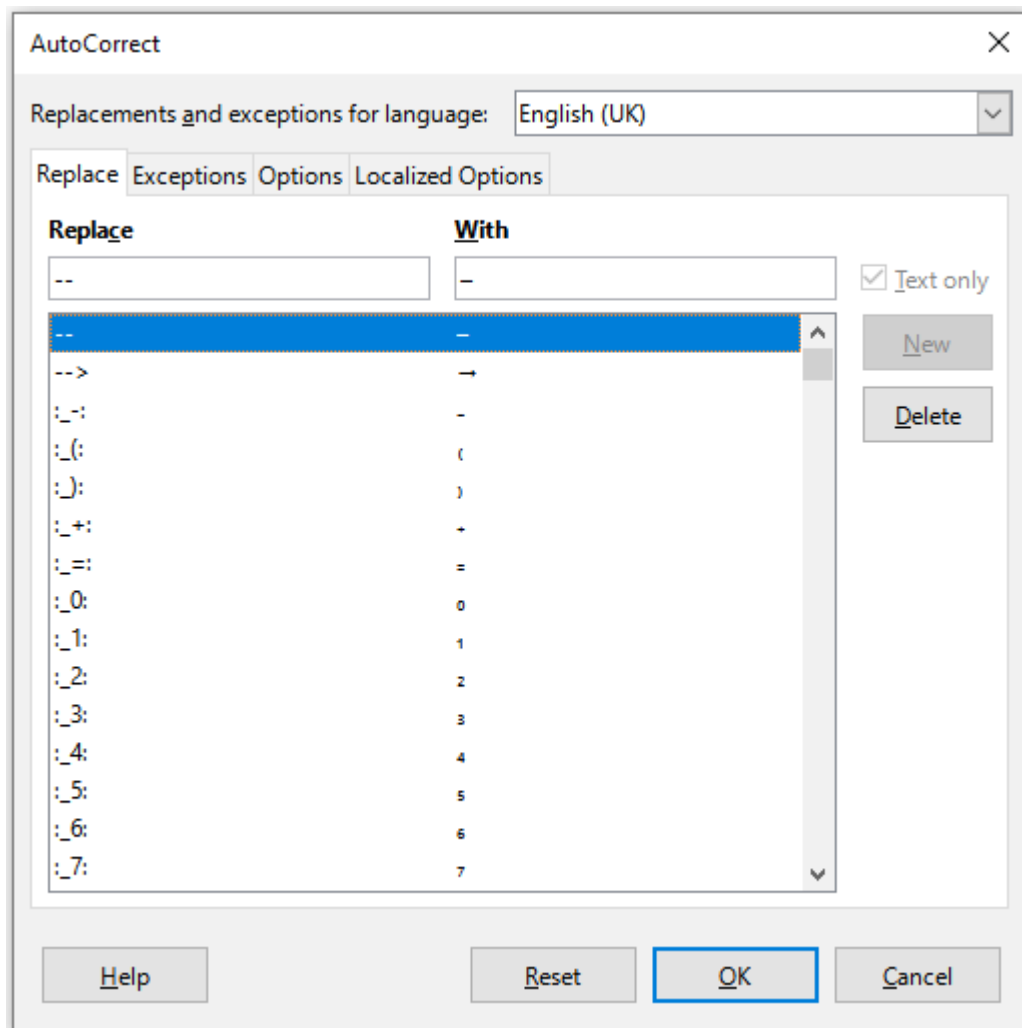 AutoCorrect
Replacements and exceptions for language: English (UK)
Replace Exceptions Options Localized Options
Replace With
-- – Text only
-- –
New
--> →
:_-: ₋
Delete
:_(: ₍
:_): ₎
:_+: ₊
:_=: ₌
:_0: ₀
:_1: ₁
:_2: ₂
:_3: ₃
:_4: ₄
:_5: ₅
:_6: ₆
:_7: ₇
Help Reset OK Cancel